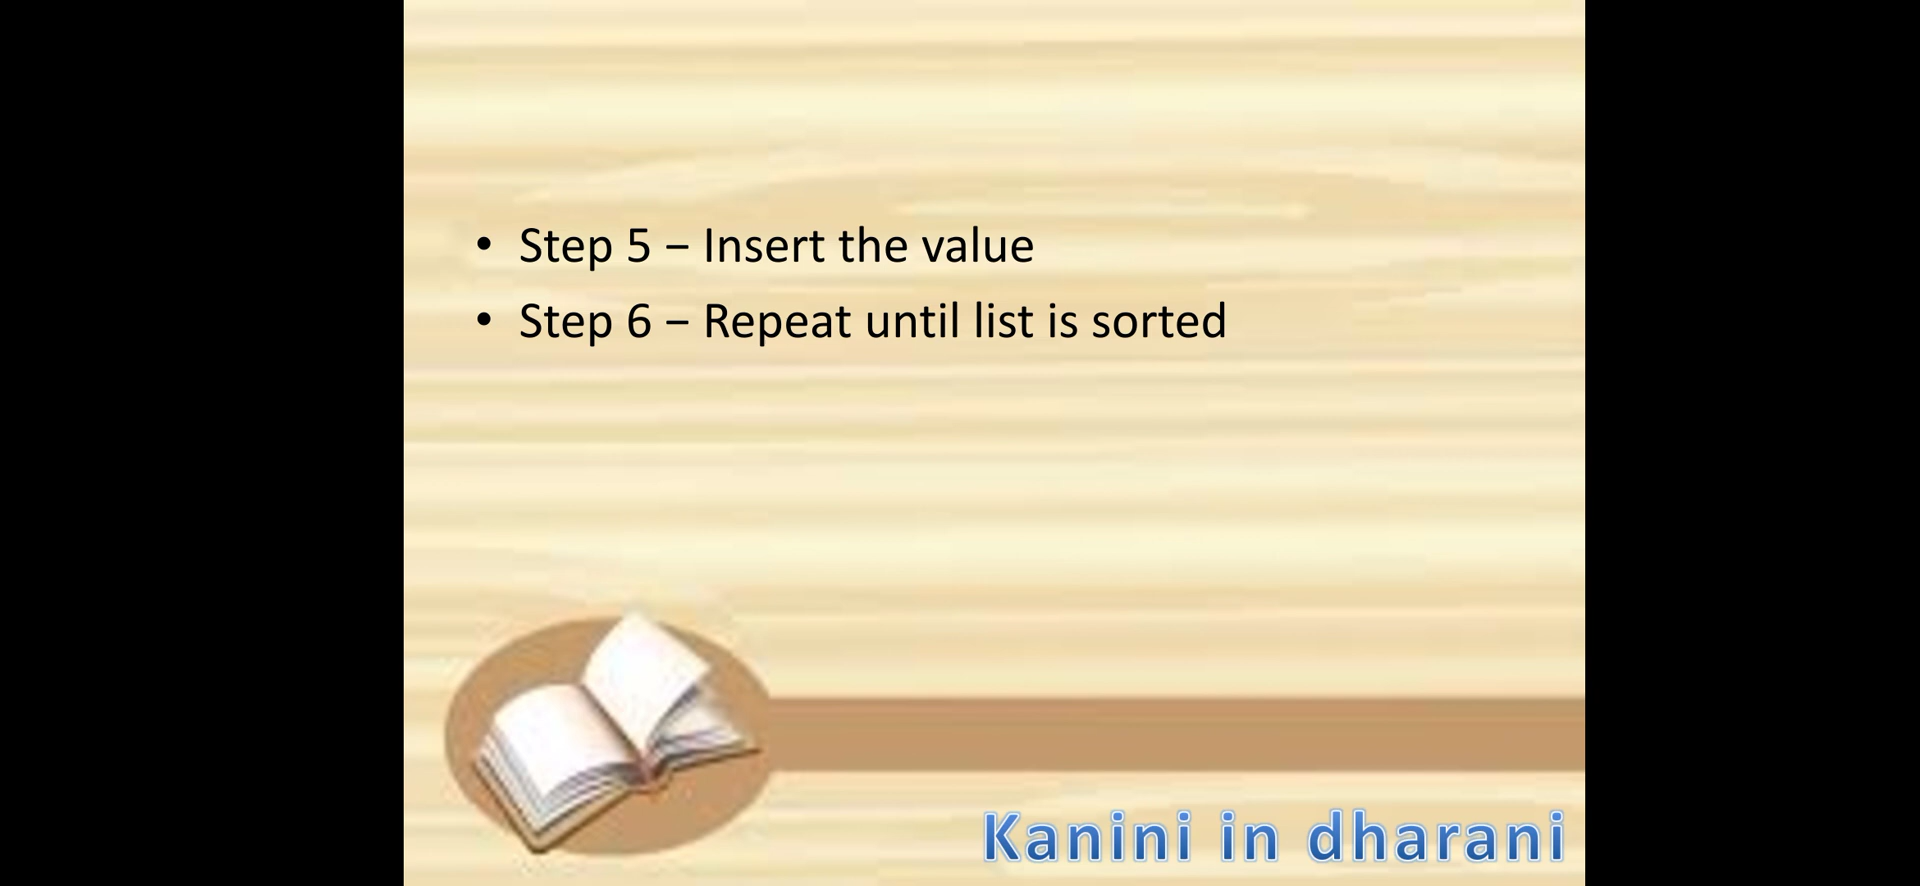 • Step 5 – Insert the value
• Step 6 – Repeat until list is sorted
Kanini in dharani